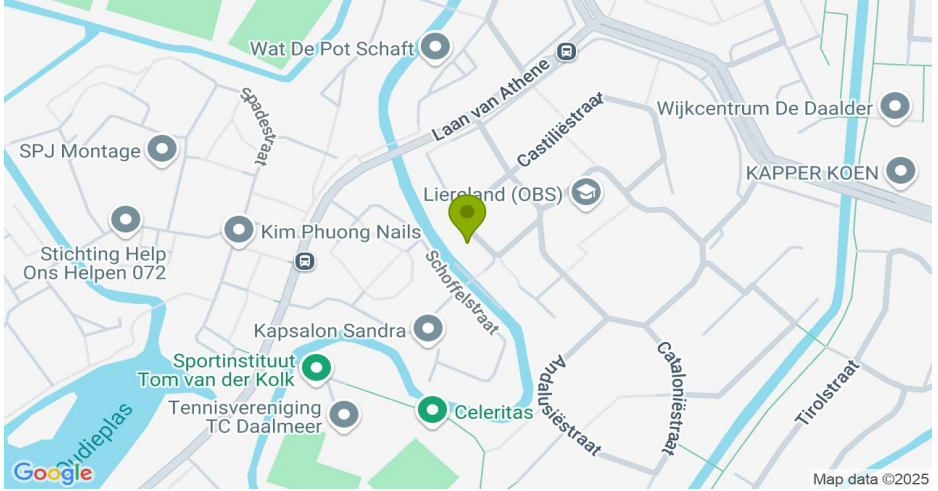 Wat De Pot Schaft
Laan van Athene
Spadestraat
Castiliëstraat
Wijkcentrum De Daalder
SPJ Montage
KAPPER KOEN
Liereland (OBS)
Kim Phuong Nails
Stichting Help
Ons Helpen 072
Schoffelstraat
Kapsalon Sandra
Sportinstituut
Tom van der Kolk
Andalusiëstraat
Cataloniëstraat
Tirolstraat
Tennisvereniging
TC Daalmeer
Celeritas
Oudieplas
Google
Map data ©2025